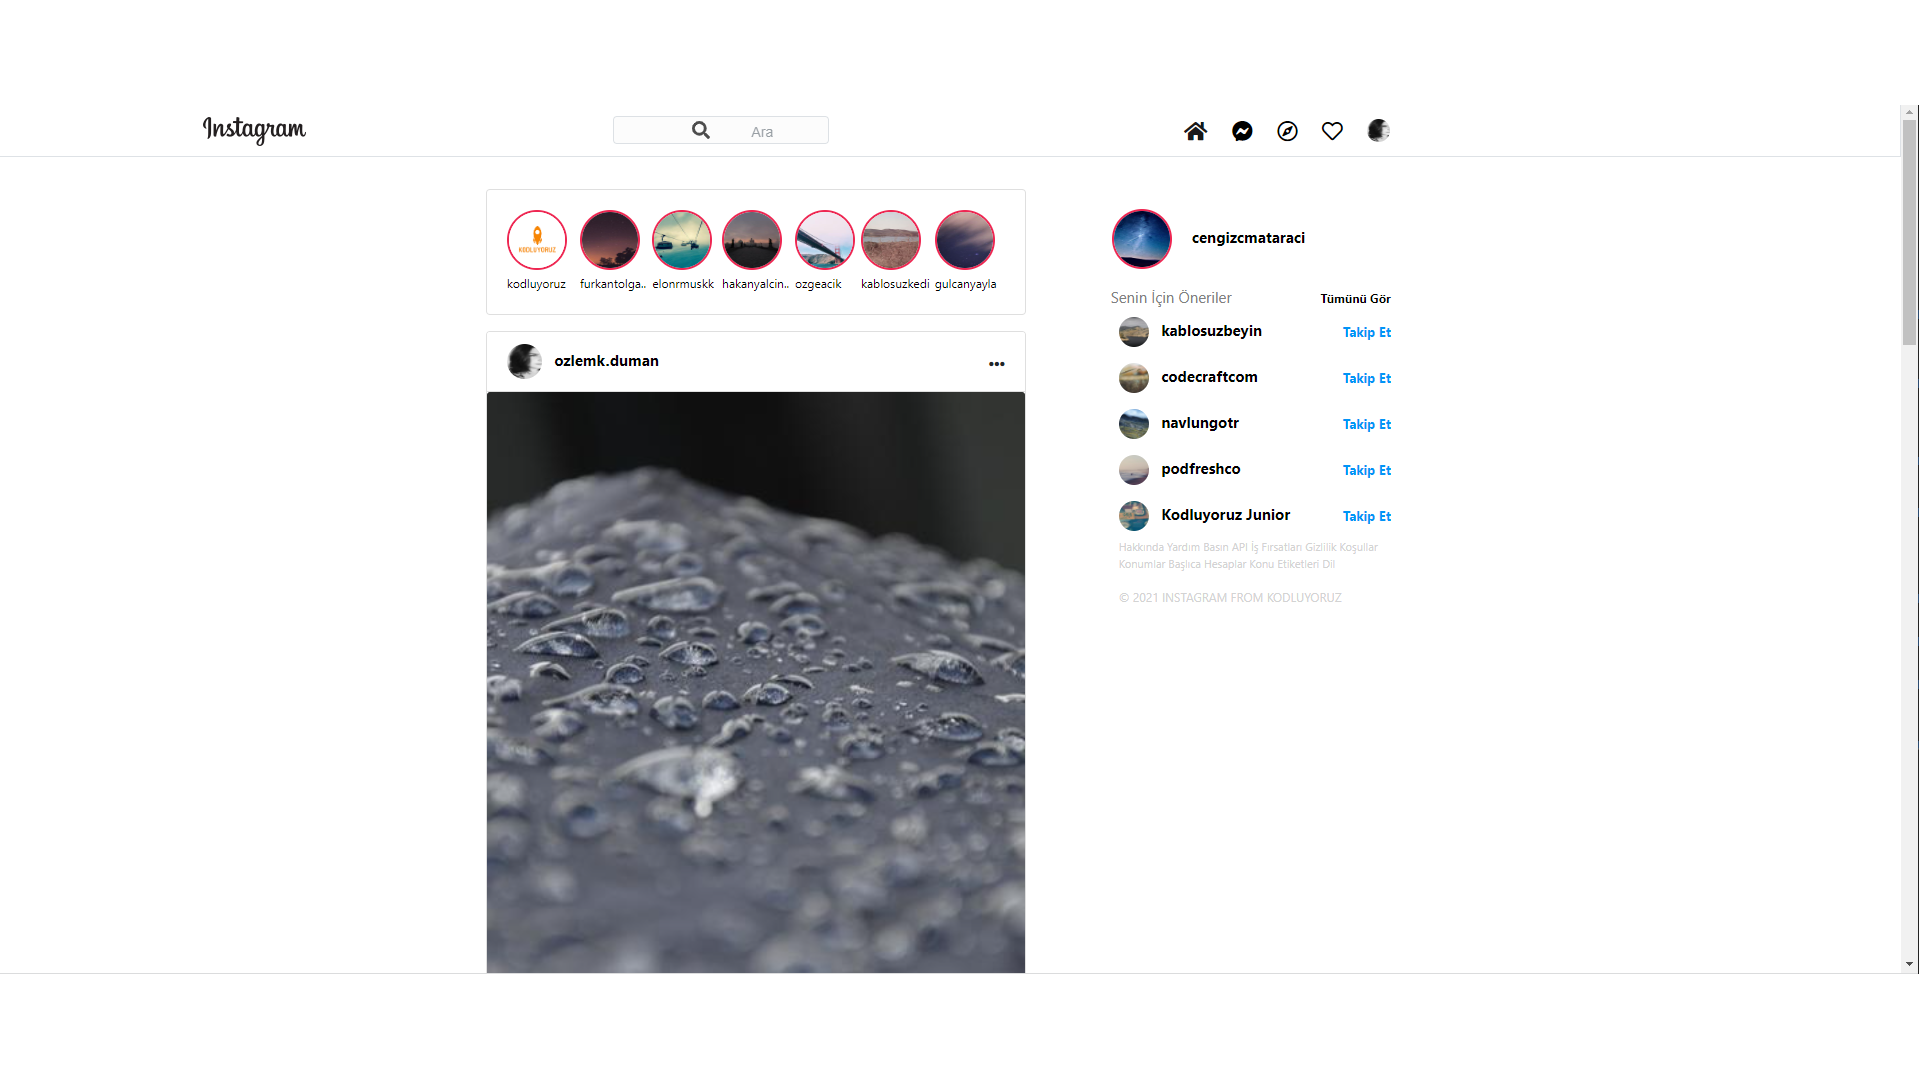 Instagram
Ara
KODLUYORUZ
kodluyoruz furkantolga.. elonrmuskk hakanyalcin.. ozgeacik kablosuzkedi gulcanyayla
ozlemk.duman
cengizcmataraci
Senin İçin Öneriler Tümünü Gör
kablosuzbeyin Takip Et
codecraftcom Takip Et
navlungotr Takip Et
podfreshco Takip Et
Kodluyoruz Junior Takip Et
Hakkında Yardım Basın API İş Fırsatları Gizlilik Koşullar
Konumlar Başlıca Hesaplar Konu Etiketleri Dil
© 2021 INSTAGRAM FROM KODLUYORUZ